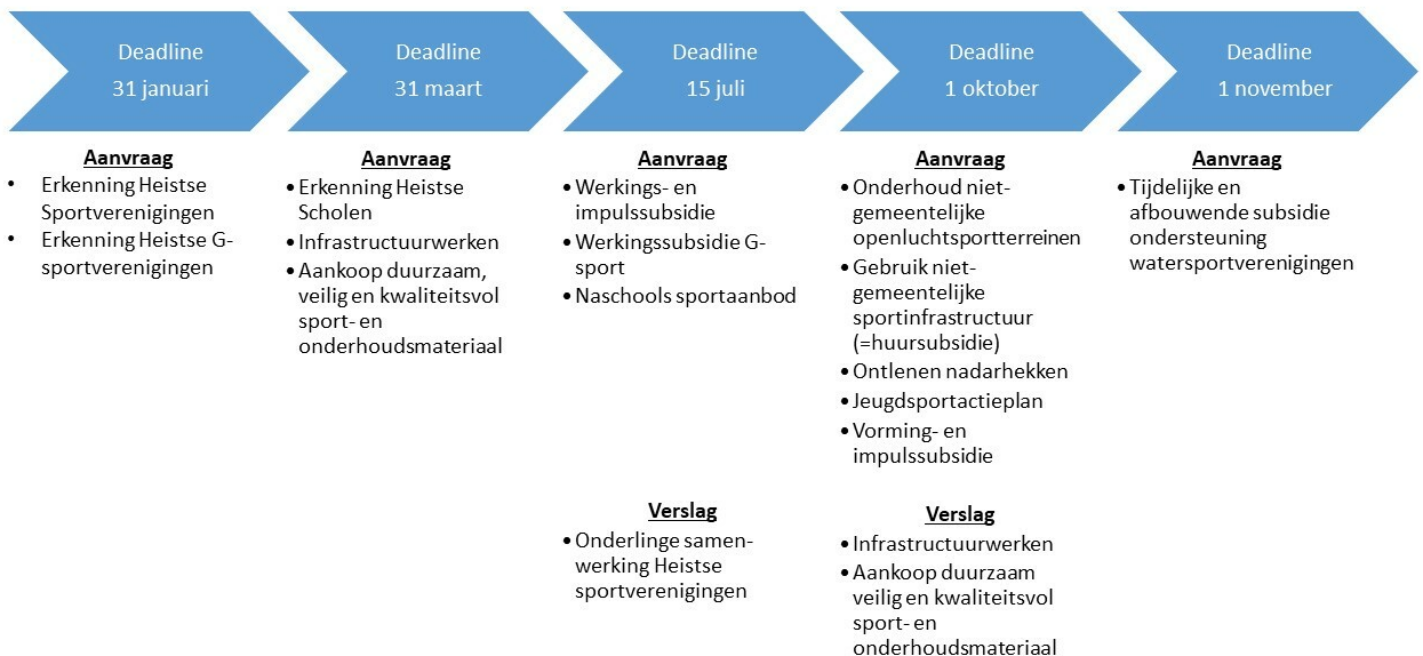 Deadline
31 januari
Deadline
31 maart
Deadline
15 juli
Deadline
1 oktober
Deadline
1 november
Aanvraag
• Erkenning Heistse
Sportverenigingen
• Erkenning Heistse G-
sportverenigingen
Aanvraag
• Erkenning Heistse
Scholen
• Infrastructuurwerken
• Aankoop duurzaam,
veilig en kwaliteitsvol
sport- en
onderhoudsmateriaal
Aanvraag
• Werkings- en
impulssubsidie
• Werkingssubsidie G-
sport
• Naschools sportaanbod
Verslag
• Onderlinge samen-
werking Heistse
sportverenigingen
Aanvraag
• Onderhoud niet-
gemeentelijke
openluchtsportterreinen
• Gebruik niet-
gemeentelijke
sportinfrastructuur
(=huursubsidie)
• Ontlenen nadarhekken
• Jeugdsportactieplan
• Vorming- en
impulssubsidie
Verslag
• Infrastructuurwerken
• Aankoop duurzaam
veilig en kwaliteitsvol
sport- en
onderhoudsmateriaal
Aanvraag
• Tijdelijke en
afbouwende subsidie
ondersteuning
watersportverenigingen